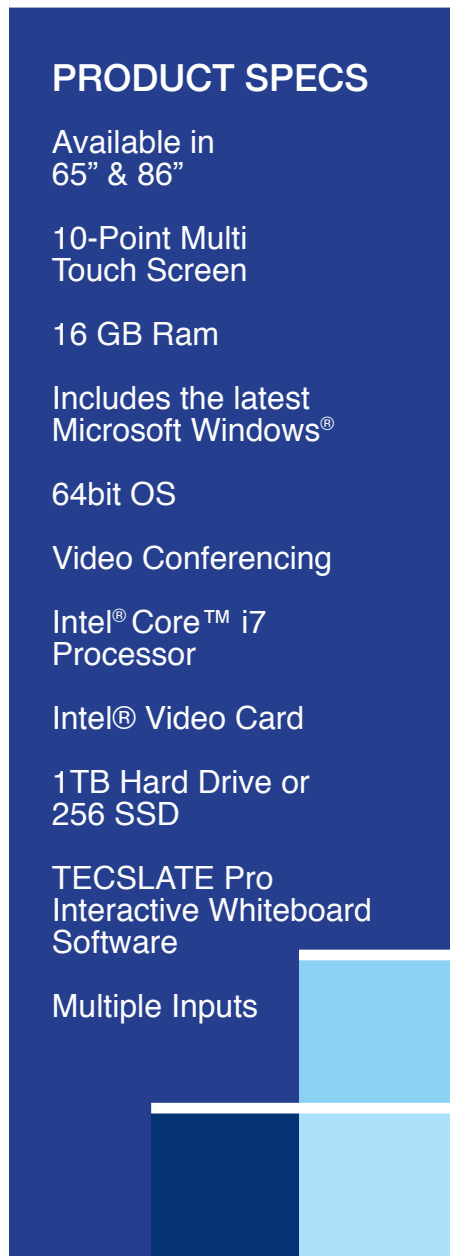 PRODUCT SPECS
Available in
65” & 86”
10-Point Multi
Touch Screen
16 GB Ram
Includes the latest
Microsoft Windows®
64bit OS
Video Conferencing
Intel® Core™ i7
Processor
Intel® Video Card
1TB Hard Drive or
256 SSD
TECSLATE Pro
Interactive Whiteboard
Software
Multiple Inputs